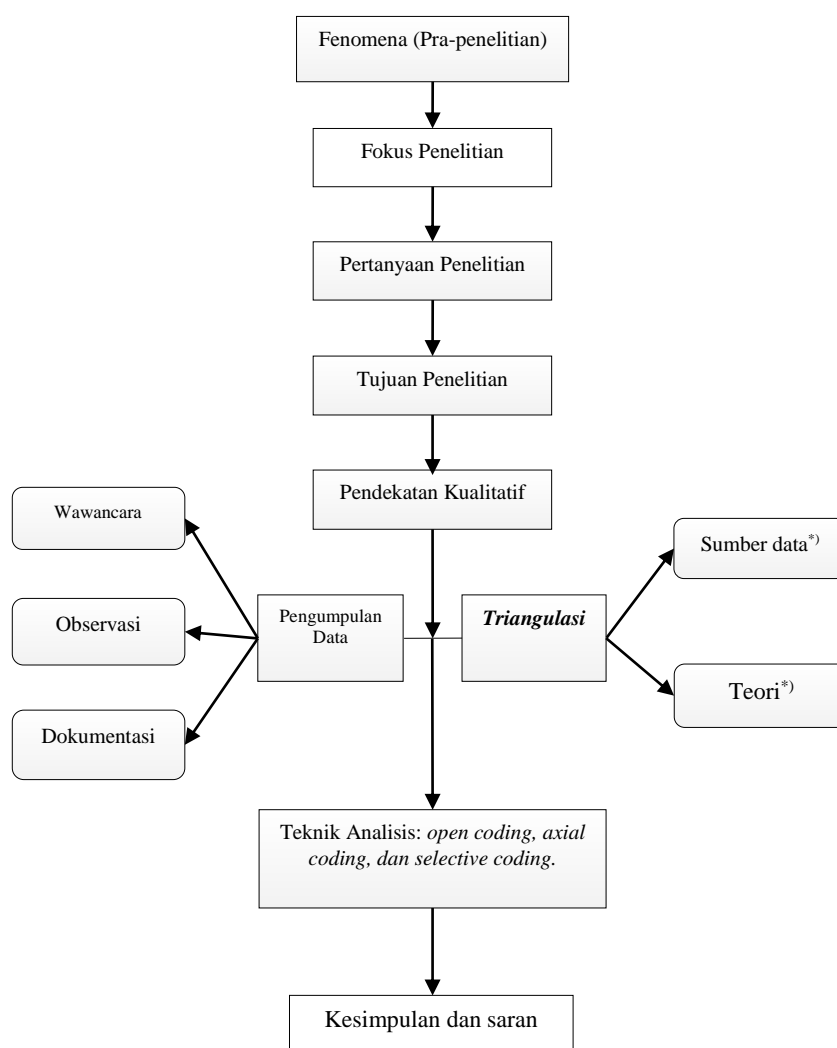 Fenomena (Pra-penelitian)
Fokus Penelitian
Pertanyaan Penelitian
Tujuan Penelitian
Pendekatan Kualitatif
Wawancara
Observasi
Dokumentasi
Pengumpulan
Data
Triangulasi
Sumber data*)
Teori*)
Teknik Analisis: open coding, axial
coding, dan selective coding.
Kesimpulan dan saran